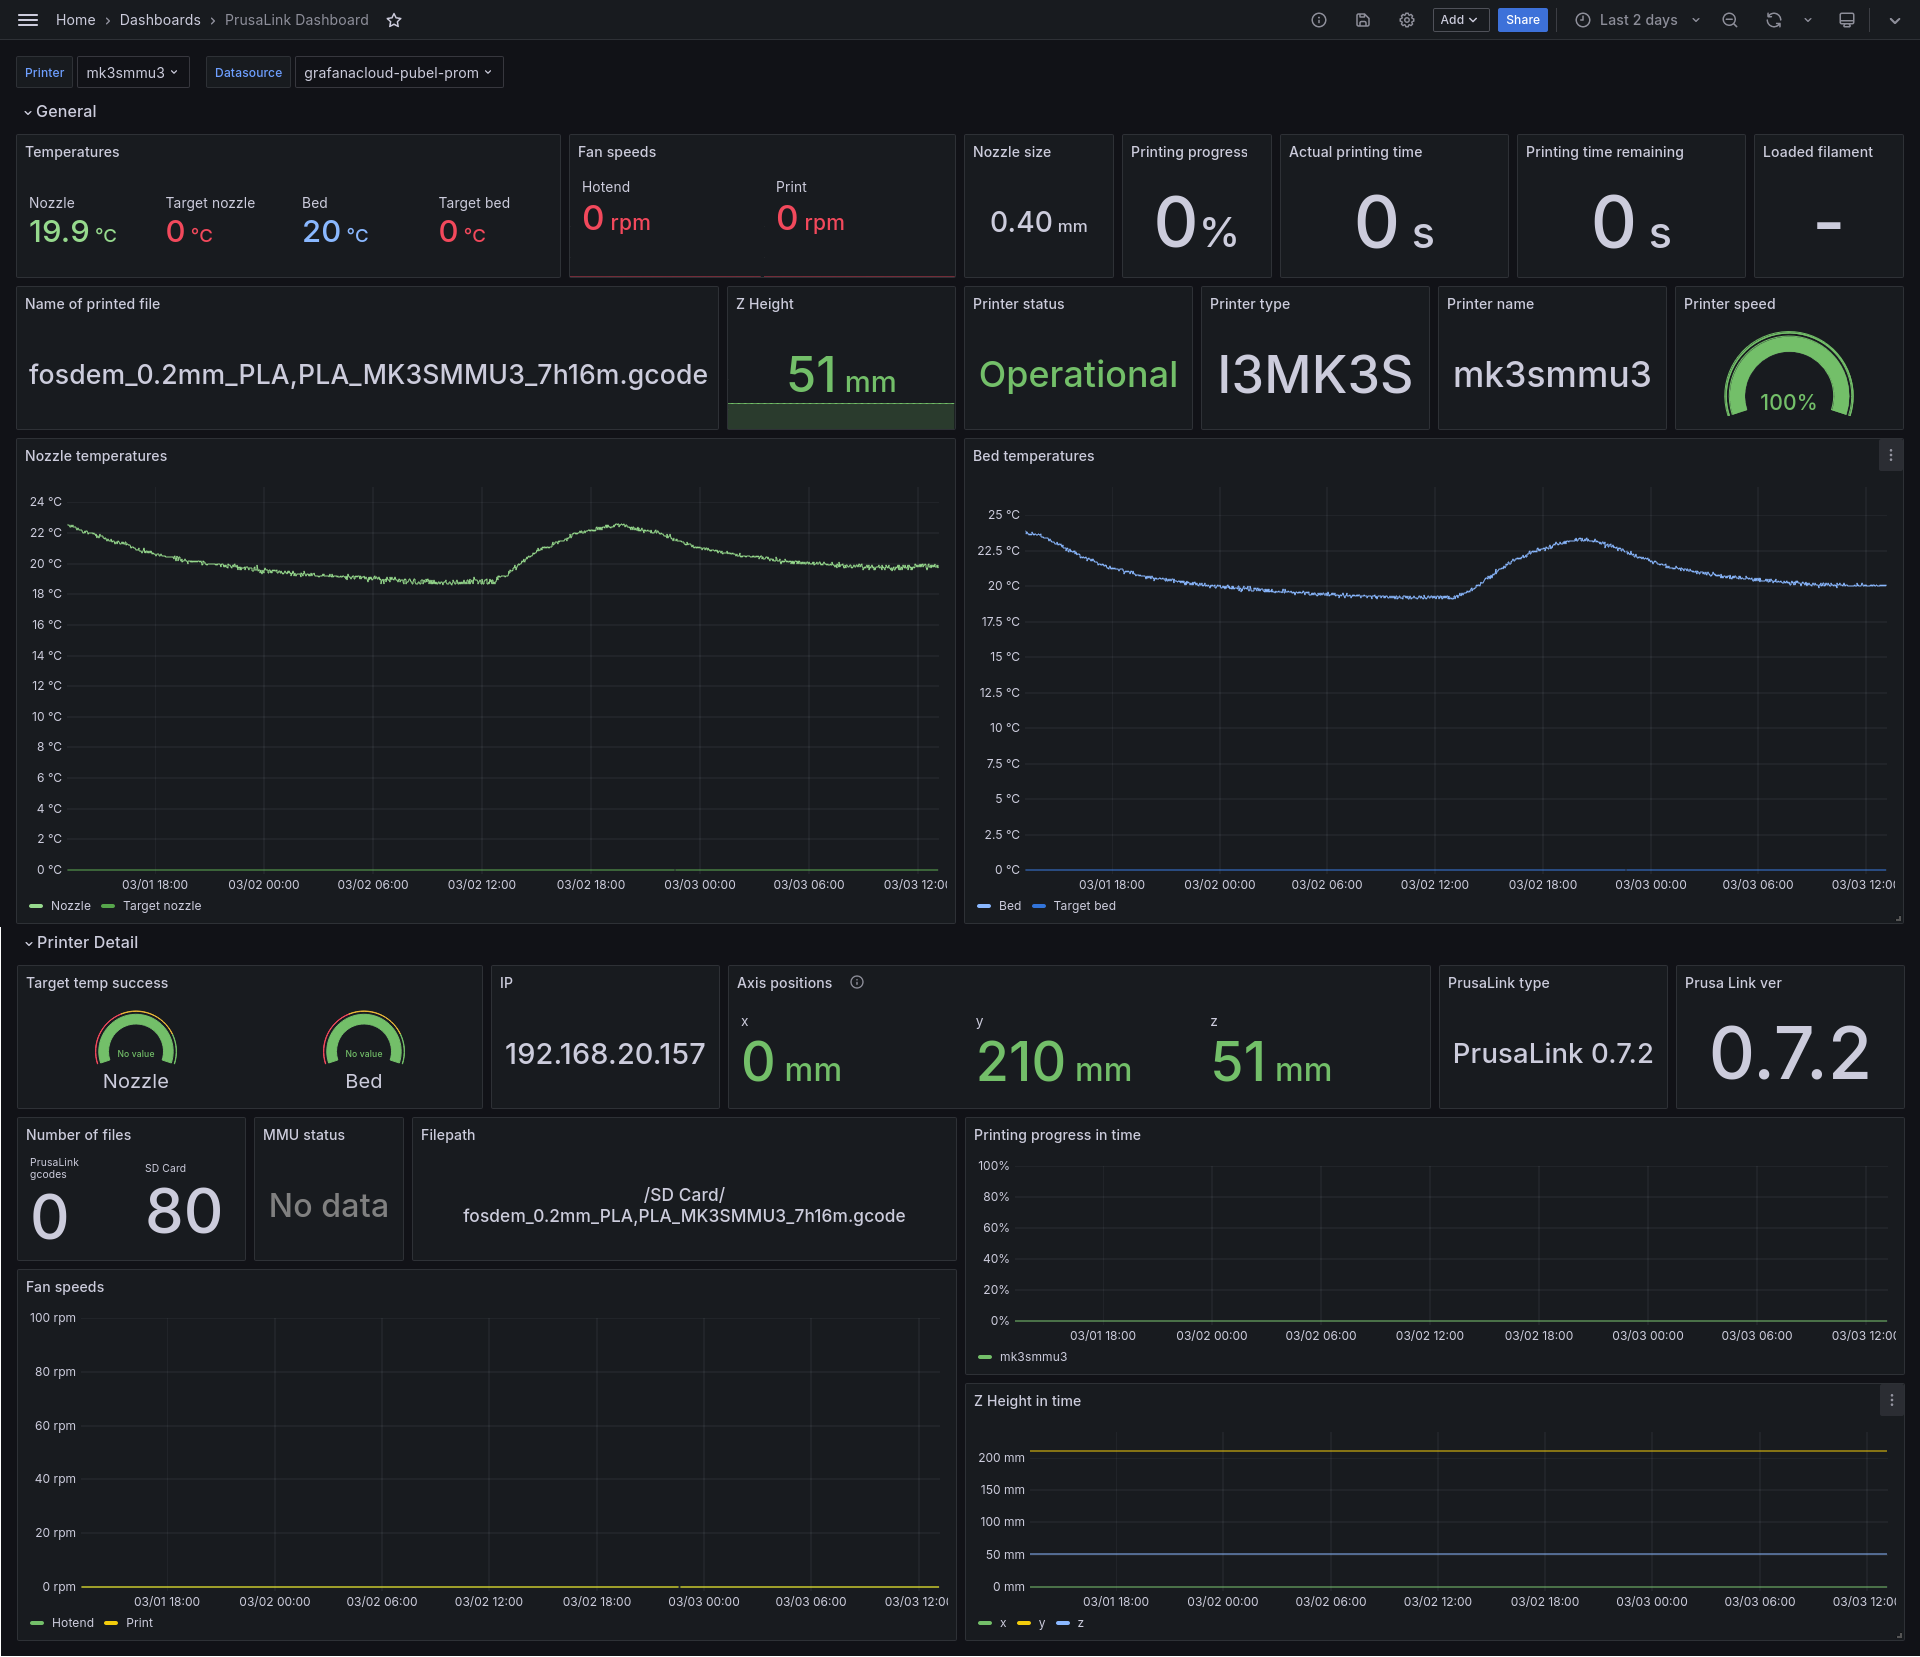 Home › Dashboards › PrusaLink Dashboard
Add
Share
Last 2 days
Printer
mk3smmu3
Datasource
grafanacloud-pubel-prom
General
Temperatures
Nozzle
19.9 °C
Target nozzle
0 °C
Bed
20 °C
Target bed
0 °C
Fan speeds
Hotend
0 rpm
Print
0 rpm
Nozzle size
0.40 mm
Printing progress
0%
Actual printing time
0 s
Printing time remaining
0 s
Loaded filament
-
Name of printed file
fosdem_0.2mm_PLA,PLA_MK3SMMU3_7h16m.gcode
Z Height
51 mm
Printer status
Operational
Printer type
I3MK3S
Printer name
mk3smmu3
Printer speed
100%
Nozzle temperatures
24 °C
22 °C
20 °C
18 °C
16 °C
14 °C
12 °C
10 °C
8 °C
6 °C
4 °C
2 °C
0 °C
03/01 18:00 03/02 00:00 03/02 06:00 03/02 12:00 03/02 18:00 03/03 00:00 03/03 06:00 03/03 12:00
Nozzle Target nozzle
Bed temperatures
25 °C
22.5 °C
20 °C
17.5 °C
15 °C
12.5 °C
10 °C
7.5 °C
5 °C
2.5 °C
0 °C
03/01 18:00 03/02 00:00 03/02 06:00 03/02 12:00 03/02 18:00 03/03 00:00 03/03 06:00 03/03 12:00
Bed Target bed
Printer Detail
Target temp success
No value
Nozzle
No value
Bed
IP
192.168.20.157
Axis positions
x
0 mm
y
210 mm
z
51 mm
PrusaLink type
PrusaLink 0.7.2
Prusa Link ver
0.7.2
Number of files
PrusaLink
gcodes
0
SD Card
80
MMU status
No data
Filepath
/SD Card/
fosdem_0.2mm_PLA,PLA_MK3SMMU3_7h16m.gcode
Printing progress in time
100%
80%
60%
40%
20%
0%
03/01 18:00 03/02 00:00 03/02 06:00 03/02 12:00 03/02 18:00 03/03 00:00 03/03 06:00 03/03 12:00
mk3smmu3
Fan speeds
100 rpm
80 rpm
60 rpm
40 rpm
20 rpm
0 rpm
03/01 18:00 03/02 00:00 03/02 06:00 03/02 12:00 03/02 18:00 03/03 00:00 03/03 06:00 03/03 12:00
Hotend Print
Z Height in time
200 mm
150 mm
100 mm
50 mm
0 mm
03/01 18:00 03/02 00:00 03/02 06:00 03/02 12:00 03/02 18:00 03/03 00:00 03/03 06:00 03/03 12:00
x y z